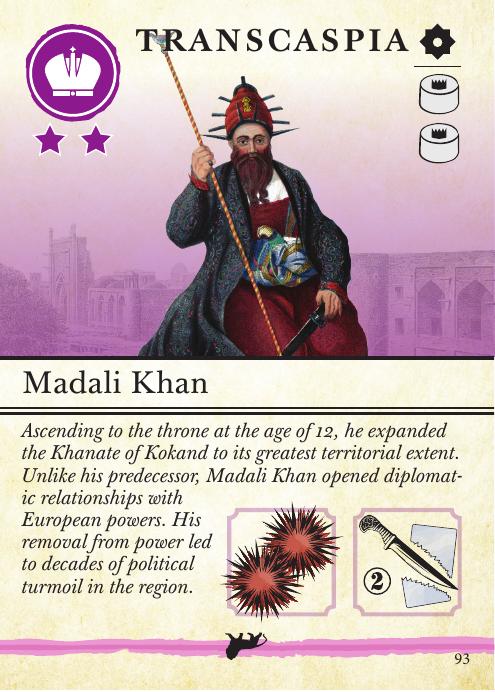 TRANSCASPIA
Madali Khan
Ascending to the throne at the age of 12, he expanded
the Khanate of Kokand to its greatest territorial extent.
Unlike his predecessor, Madali Khan opened diplomat-
ic relationships with
European powers. His
removal from power led
to decades of political
turmoil in the region.
2
93